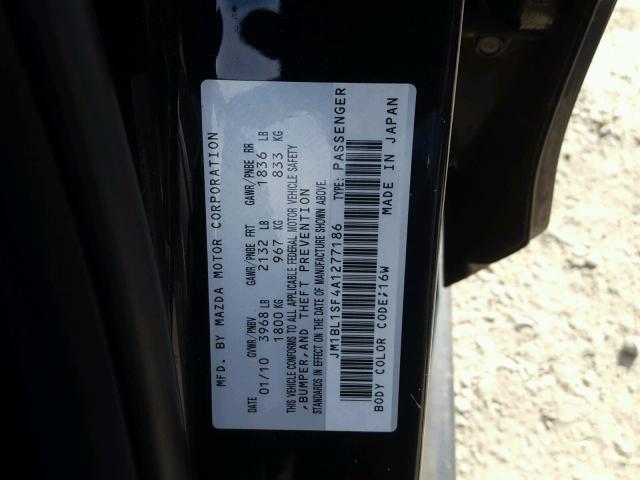 MFD. BY MAZDA MOTOR CORPORATION
DATE GVWR/PNBV GAWR/PNBE FRT GAWR/PNBE RR
01/10 3968 LB 2132 LB 1836 LB
1800 KG 967 KG 833 KG
THIS VEHICLE CONFORMS TO ALL APPLICABLE FEDERAL MOTOR VEHICLE SAFETY
, BUMPER, AND THEFT PREVENTION
STANDARDS IN EFFECT ON THE DATE OF MANUFACTURE SHOWN ABOVE.
JM1BL1SF4A1277186 TYPE: PASSENGER
BODY COLOR CODE;16W MADE IN JAPAN